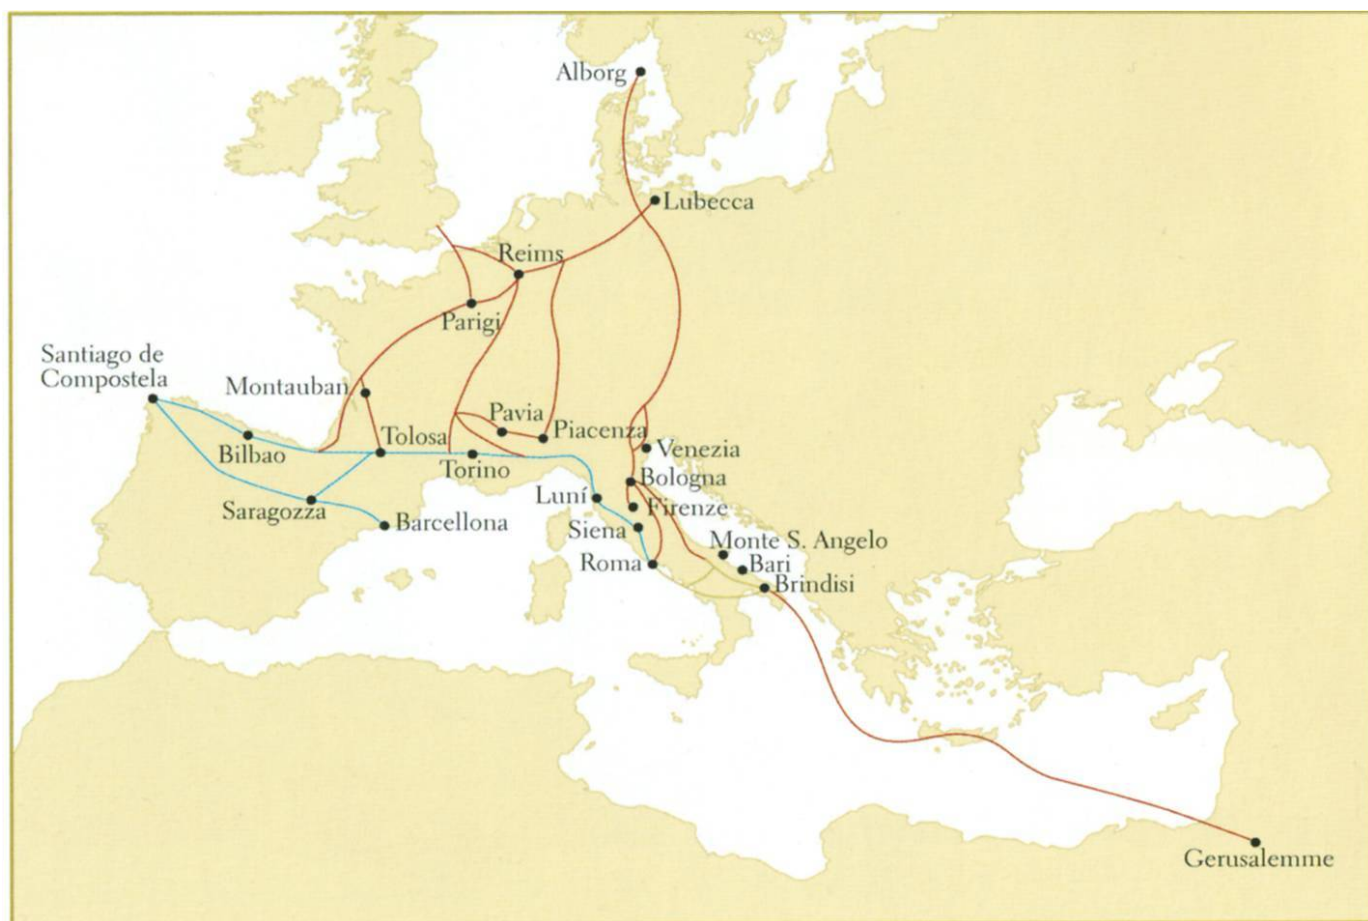 Alborg
Lubecca
Reims
Parigi
Santiago de
Compostela
Montauban
Pavia
Piacenza
Tolosa
Bilbao
Torino
Venezia
Bologna
Luní
Firenze
Saragozza
Barcellona
Siena
Monte S. Angelo
Roma
Bari
Brindisi
Gerusalemme